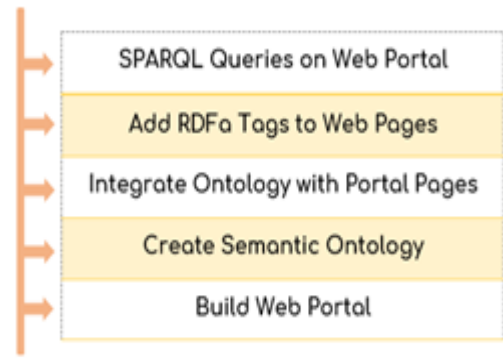 SPARQL Queries on Web Portal
Add RDFa Tags to Web Pages
Integrate Ontology with Portal Pages
Create Semantic Ontology
Build Web Portal